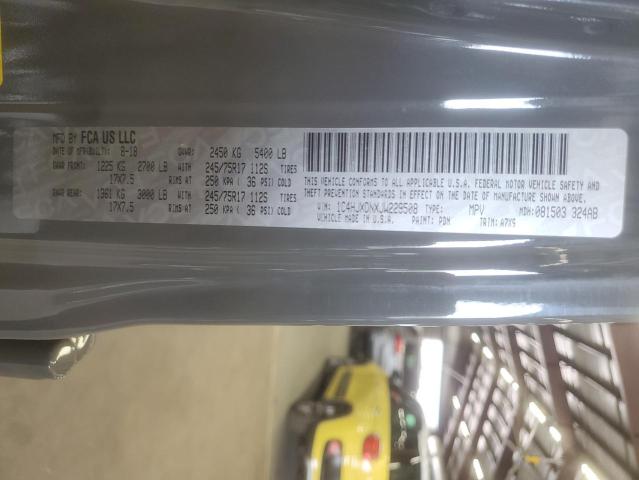 MFD BY FCA US LLC
DATE OF MFR(BUILT): 8-18 GVWR: 2450 KG 5400 LB
GAWR FRONT: 1225 KG 2700 LB WITH 245/75R17 112S TIRES
17X7.5 RIMS AT 250 KPA ( 36 PSI) COLD
GAWR REAR: 1361 KG 3000 LB WITH 245/75R17 112S TIRES
17X7.5 RIMS AT 250 KPA ( 36 PSI) COLD
THIS VEHICLE CONFORMS TO ALL APPLICABLE U.S.A. FEDERAL MOTOR VEHICLE SAFETY AND
THEFT PREVENTION STANDARDS IN EFFECT ON THE DATE OF MANUFACTURE SHOWN ABOVE.
VIN: 1C4HJXDNXJW225508 TYPE: MPV MDH: 081503 324AB
PAINT: PDN TRIM: A7X9